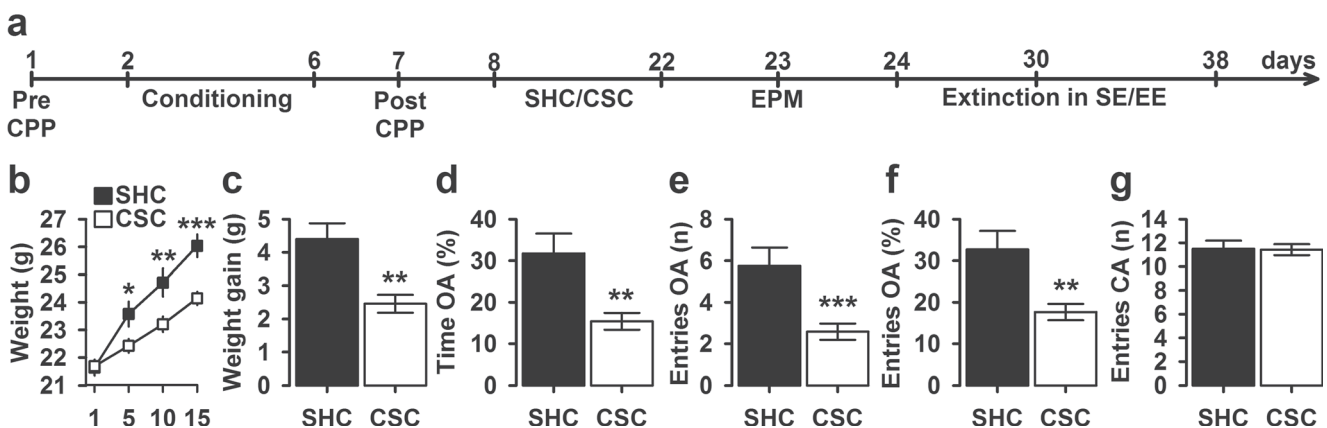 a
1 2 6 7 8 22 23 24 30 38 days
Pre Conditioning Post SHC/CSC EPM Extinction in SE/EE
CPP CPP
b
SHC
CSC
Weight (g)
27
26
25
24
23
22
21
* ** ***
1 5 10 15
c
Weight gain (g)
5
4
3
2
1
0
**
SHC CSC
d
Time OA (%)
40
30
20
10
0
**
SHC CSC
e
Entries OA (n)
8
6
4
2
0
***
SHC CSC
f
Entries OA (%)
40
30
20
10
0
**
SHC CSC
g
Entries CA (n)
14
12
10
8
6
4
2
0
SHC CSC